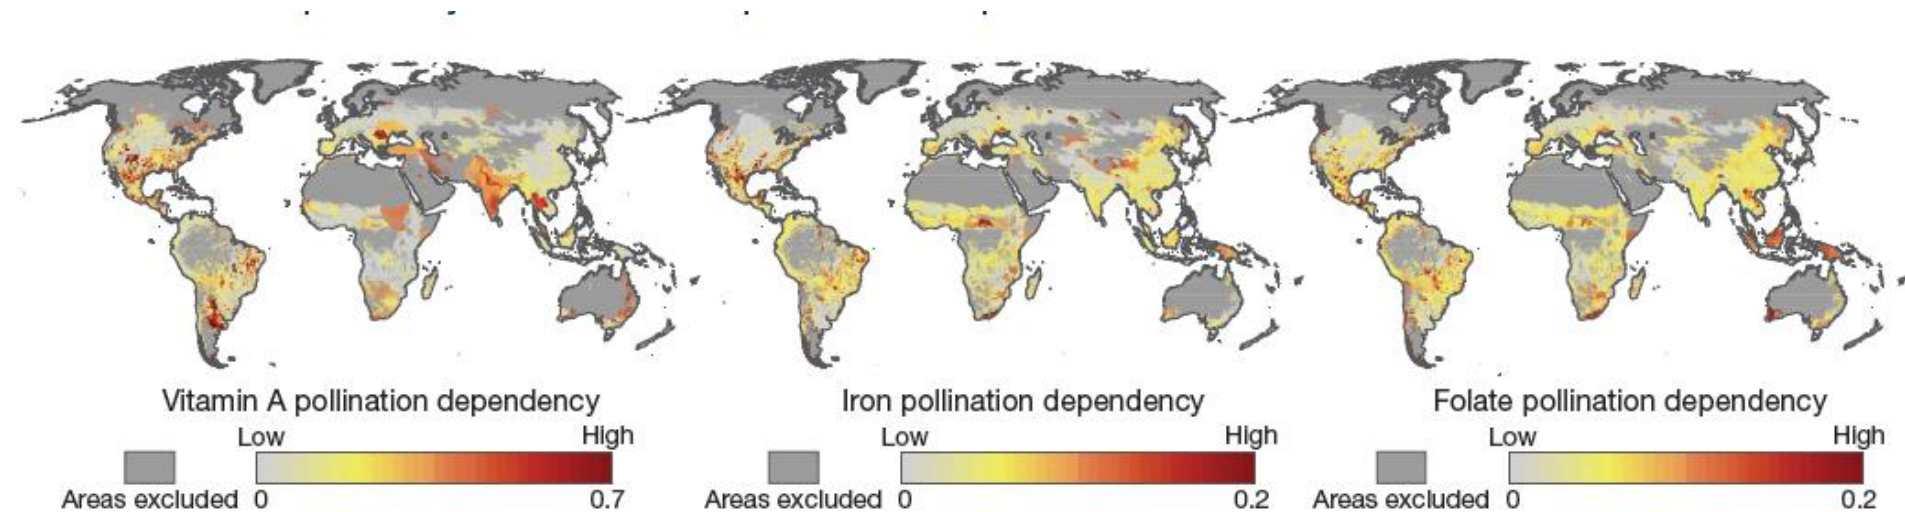 Vitamin A pollination dependency
Low High
Areas excluded 0 0.7
Iron pollination dependency
Low High
Areas excluded 0 0.2
Folate pollination dependency
Low High
Areas excluded 0 0.2